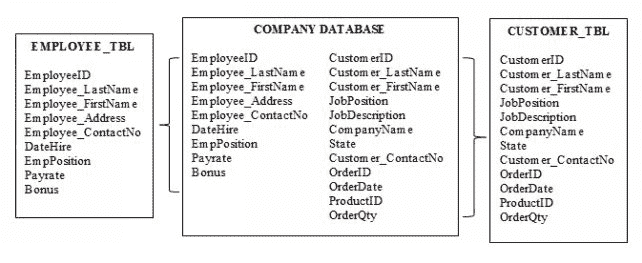 EMPLOYEE_TBL
EmployeeID
Employee_LastName
Employee_FirstName
Employee_Address
Employee_ContactNo
DateHire
EmpPosition
Payrate
Bonus
COMPANY DATABASE
EmployeeID
Employee_LastName
Employee_FirstName
Employee_Address
Employee_ContactNo
DateHire
EmpPosition
Payrate
Bonus
CustomerID
Customer_LastName
Customer_FirstName
JobPosition
JobDescription
CompanyName
State
Customer_ContactNo
OrderID
OrderDate
ProductID
OrderQty
CUSTOMER_TBL
CustomerID
Customer_LastName
Customer_FirstName
JobPosition
JobDescription
CompanyName
State
Customer_ContactNo
OrderID
OrderDate
ProductID
OrderQty